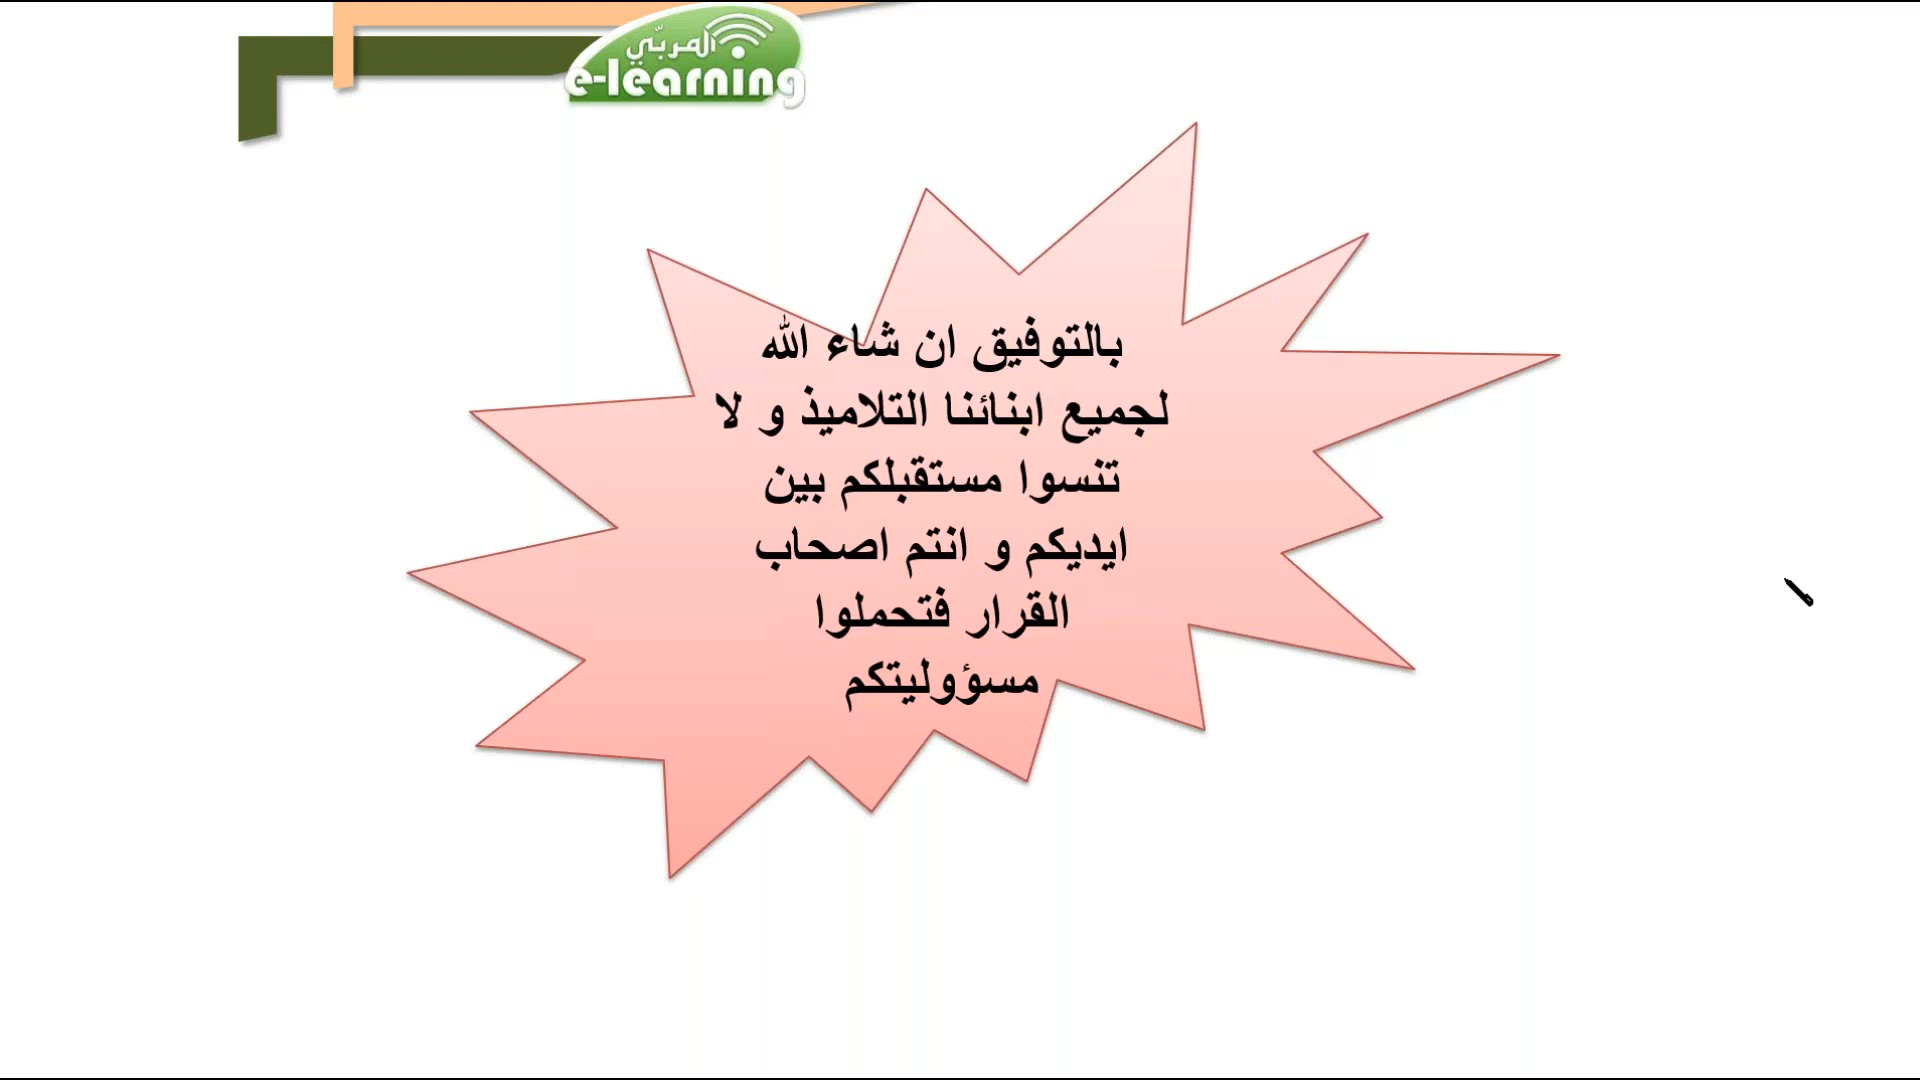 المربّي
e-learning
بالتوفيق ان شاء الله
لجميع ابنائنا التلاميذ و لا
تنسوا مستقبلكم بين
ايديكم و انتم اصحاب
القرار فتحملوا
مسؤوليتكم